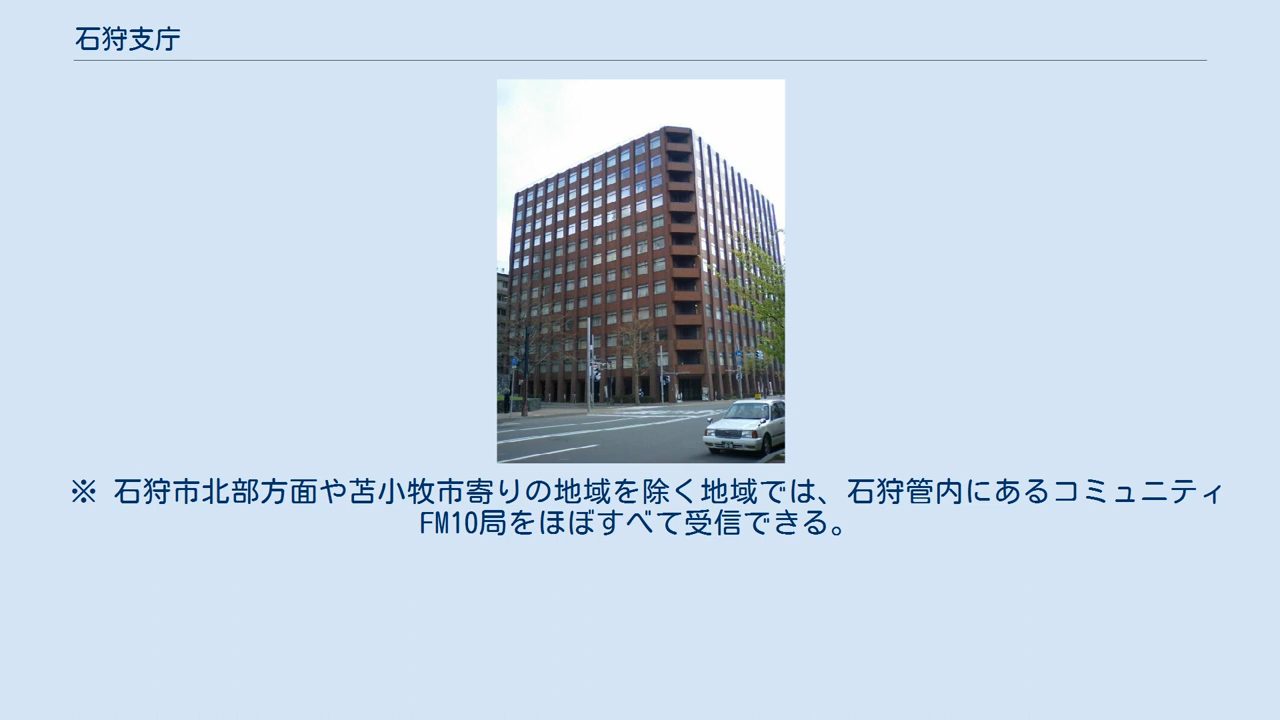 石狩支庁
※ 石狩市北部方面や苫小牧市寄りの地域を除く地域では、石狩管内にあるコミュニティ
FM10局をほぼすべて受信できる。